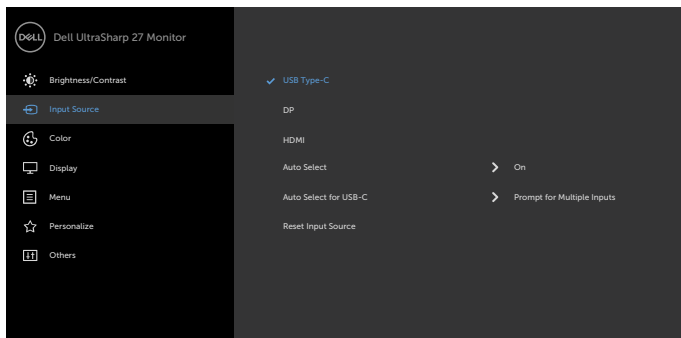 DELL Dell UltraSharp 27 Monitor
Brightness/Contrast
Input Source
Color
Display
Menu
Personalize
Others
USB Type-C
DP
HDMI
Auto Select On
Auto Select for USB-C Prompt for Multiple Inputs
Reset Input Source